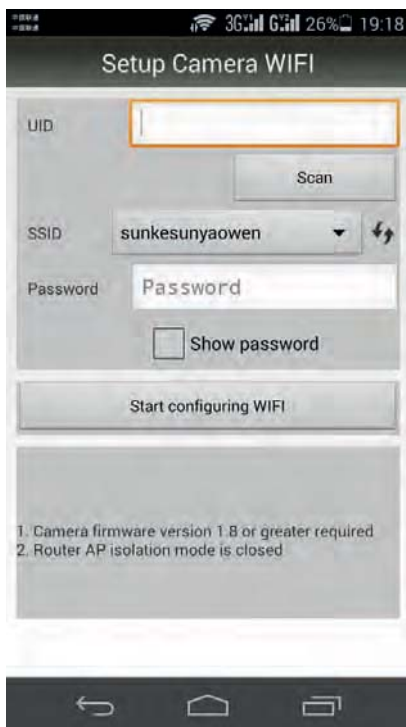 3G G 26% 19:18
Setup Camera WIFI
UID
Scan
SSID sunkesunyaowen
Password Password
Show password
Start configuring WIFI
1. Camera firmware version 1.8 or greater required
2. Router AP isolation mode is closed